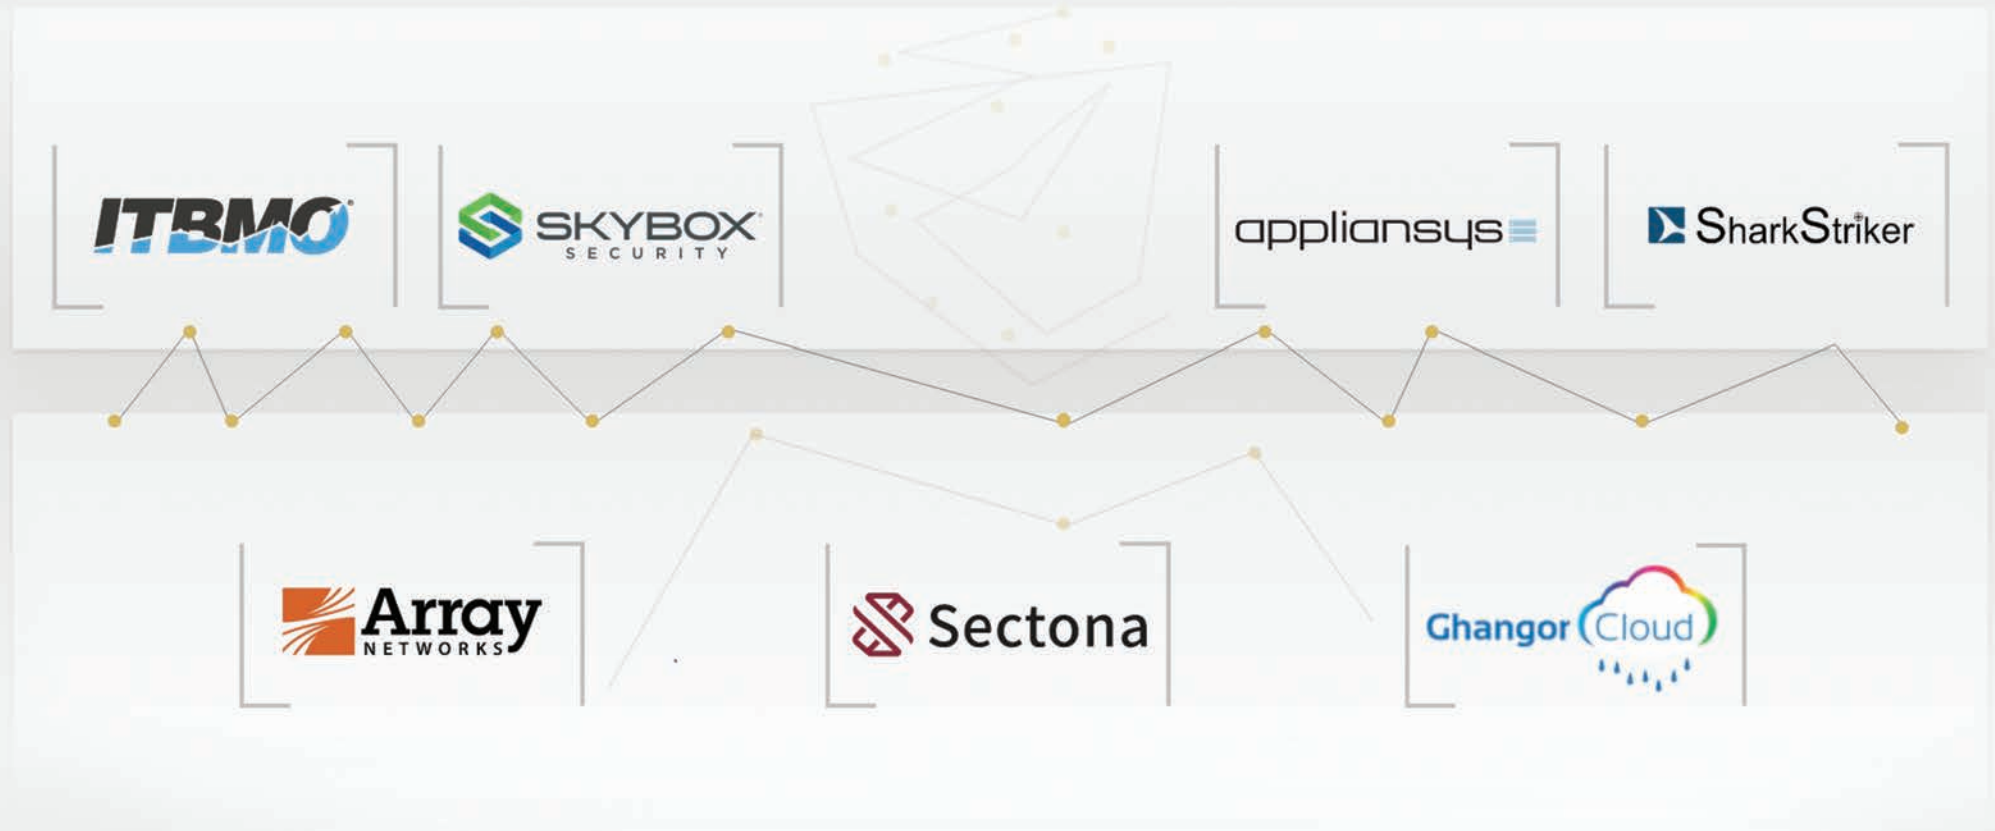 ITBMO
SKYBOX
SECURITY
appliansys
SharkStriker
Array
NETWORKS
Sectona
Ghangor Cloud